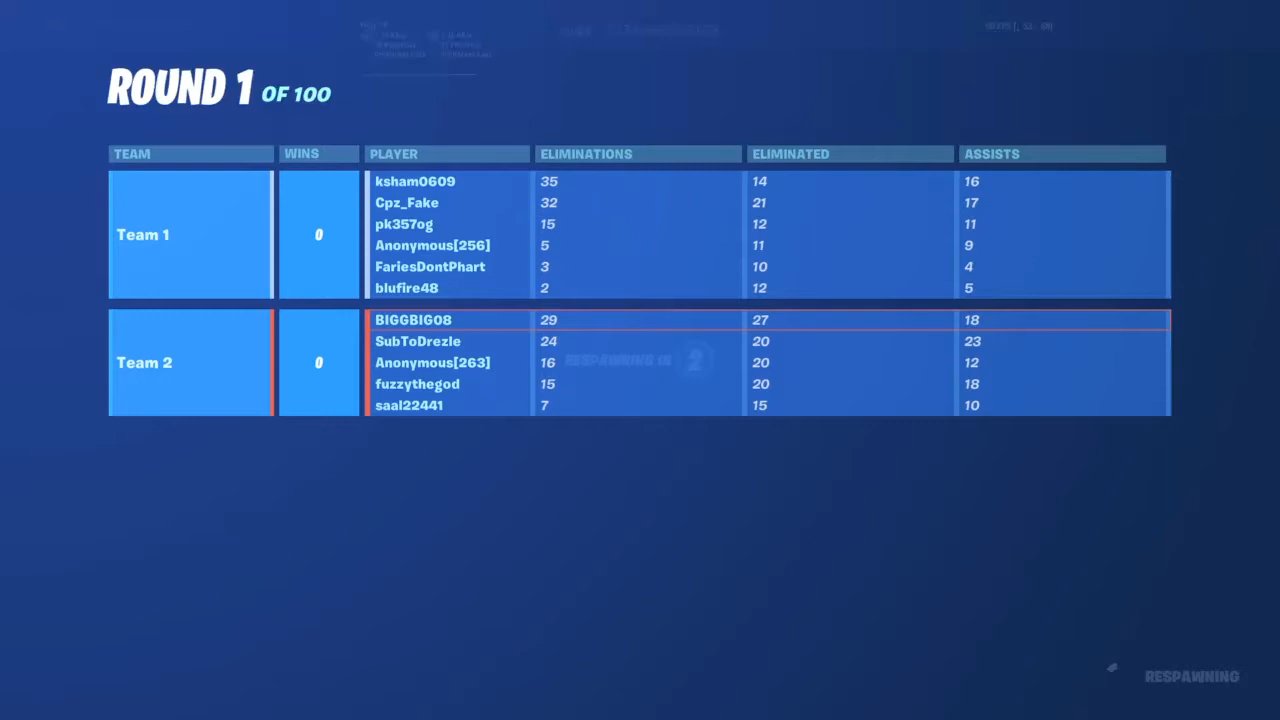 ROUND 1 OF 100
TEAM WINS PLAYER ELIMINATIONS ELIMINATED ASSISTS
Team 1 0
ksham0609 35 14 16
Cpz_Fake 32 21 17
pk357og 15 12 11
Anonymous[256] 5 11 9
FariesDontPhart 3 10 4
blufire48 2 12 5
Team 2 0
BIGGBIG08 29 27 18
SubToDrezle 24 20 23
Anonymous[263] 16 20 12
RESPAWNING IN 2
fuzzythegod 15 20 18
saal22441 7 15 10
RESPAWNING